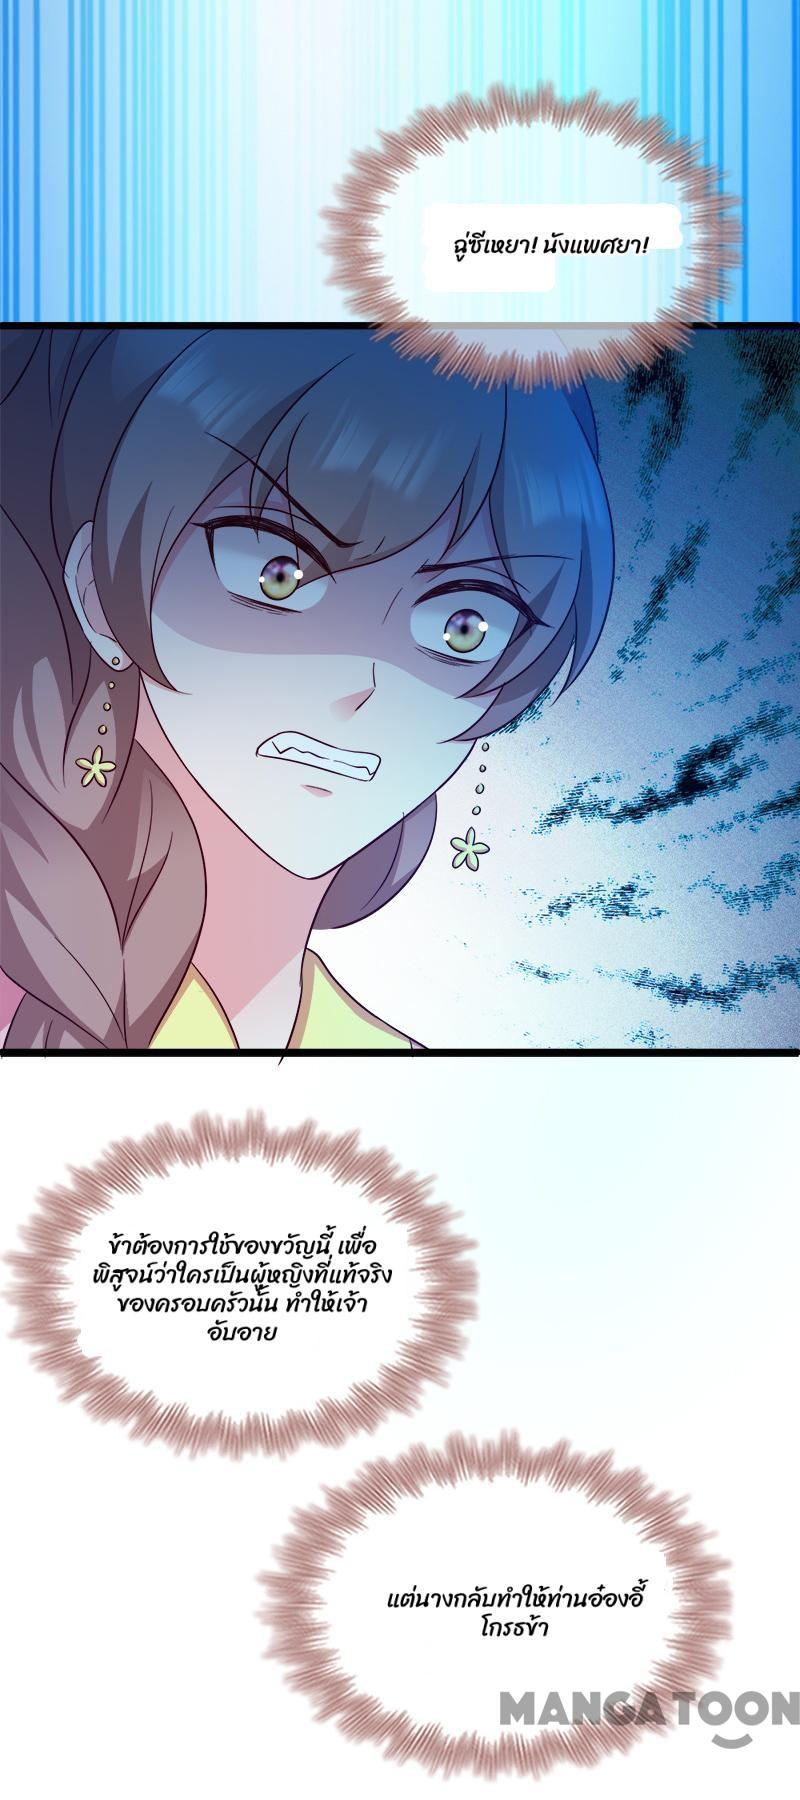 ฉู่ซีเหยา! นังแพศยา!
ข้าต้องการใช้ของขวัญนี้ เพื่อ
พิสูจน์ว่าใครเป็นผู้หญิงที่แท้จริง
ของครอบครัวนั้น ทำให้เจ้า
อับอาย
แต่นางกลับทำให้ท่านอ๋องอี้
โกรธข้า
MANGATOON